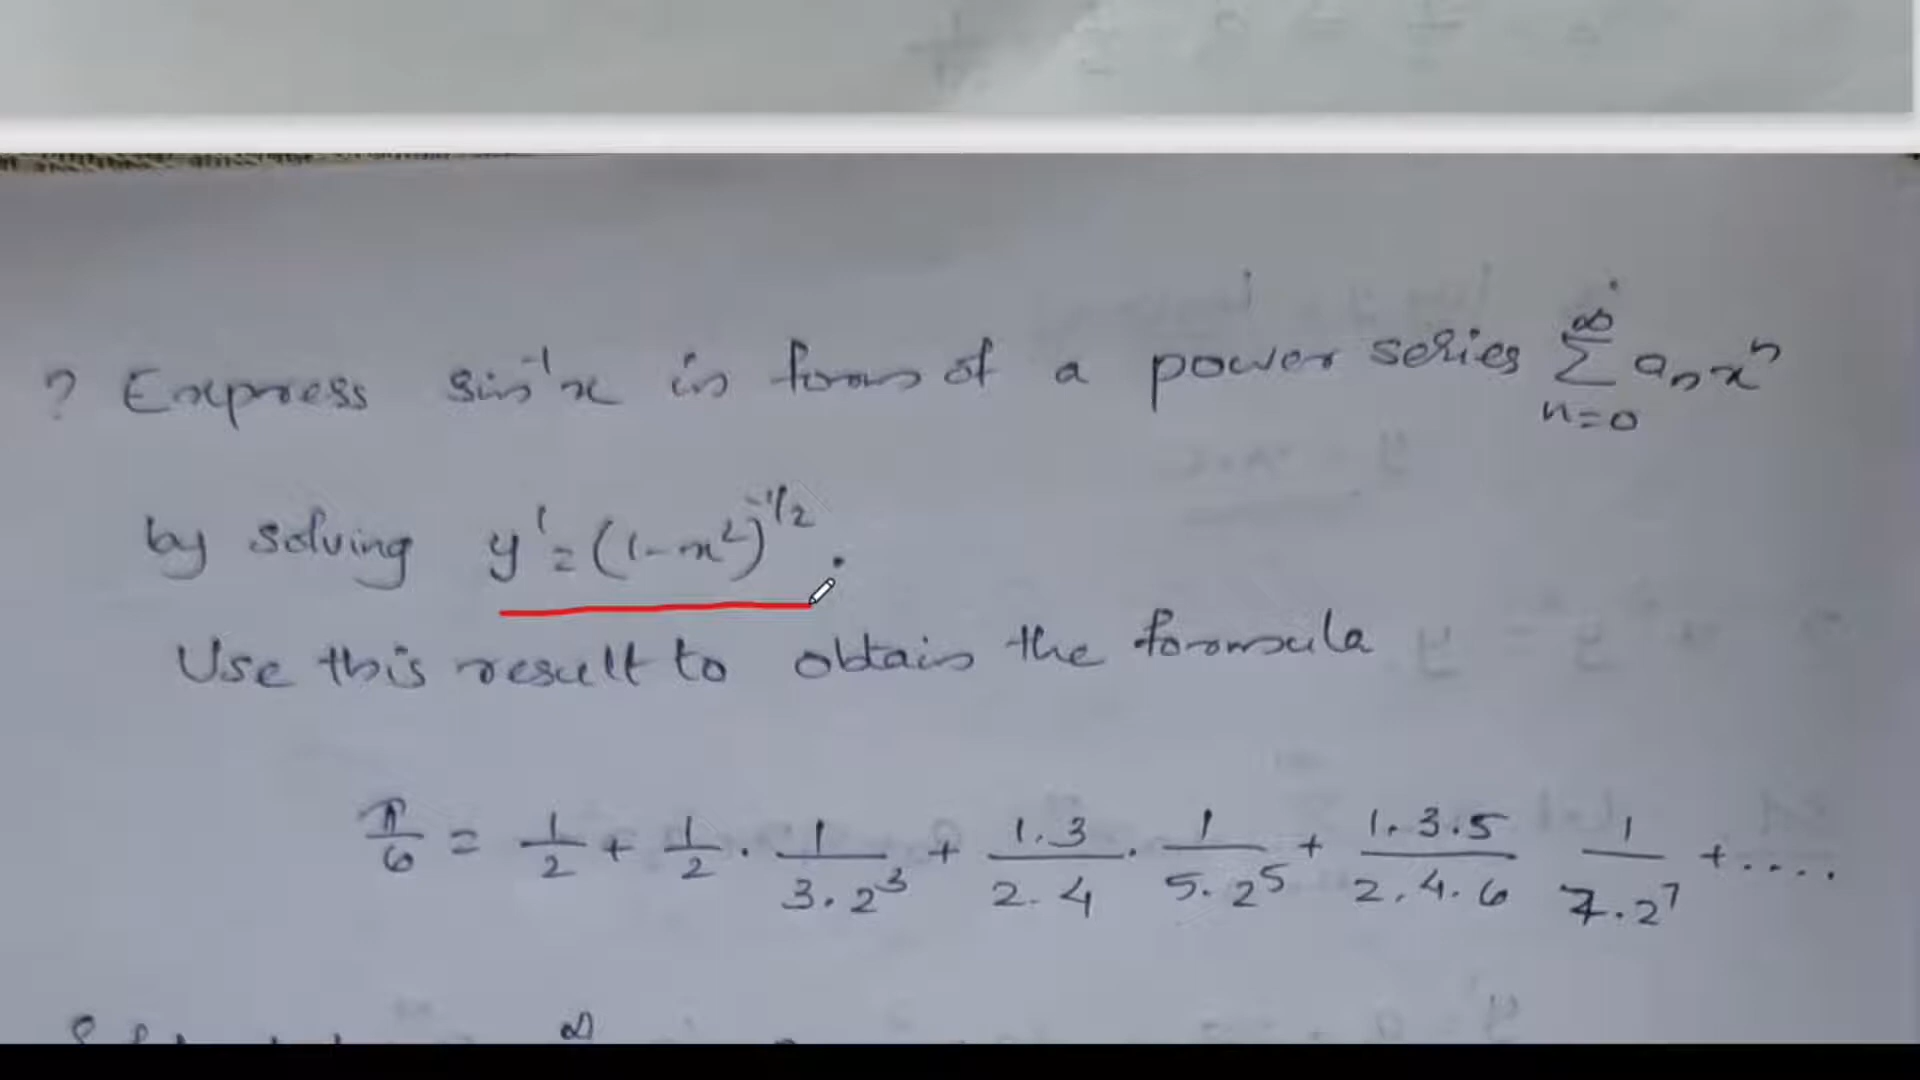 ? Express sin⁻¹x in form of a power series ∑_{n=0}^{∞} aₙxⁿ
by solving y' = (1-x²)^{-1/2}.
Use this result to obtain the formula
π/6 = 1/2 + 1/2 · 1/(3.2³) + (1.3)/(2.4) · 1/(5.2⁵) + (1.3.5)/(2.4.6) 1/(7.2⁷) + ....